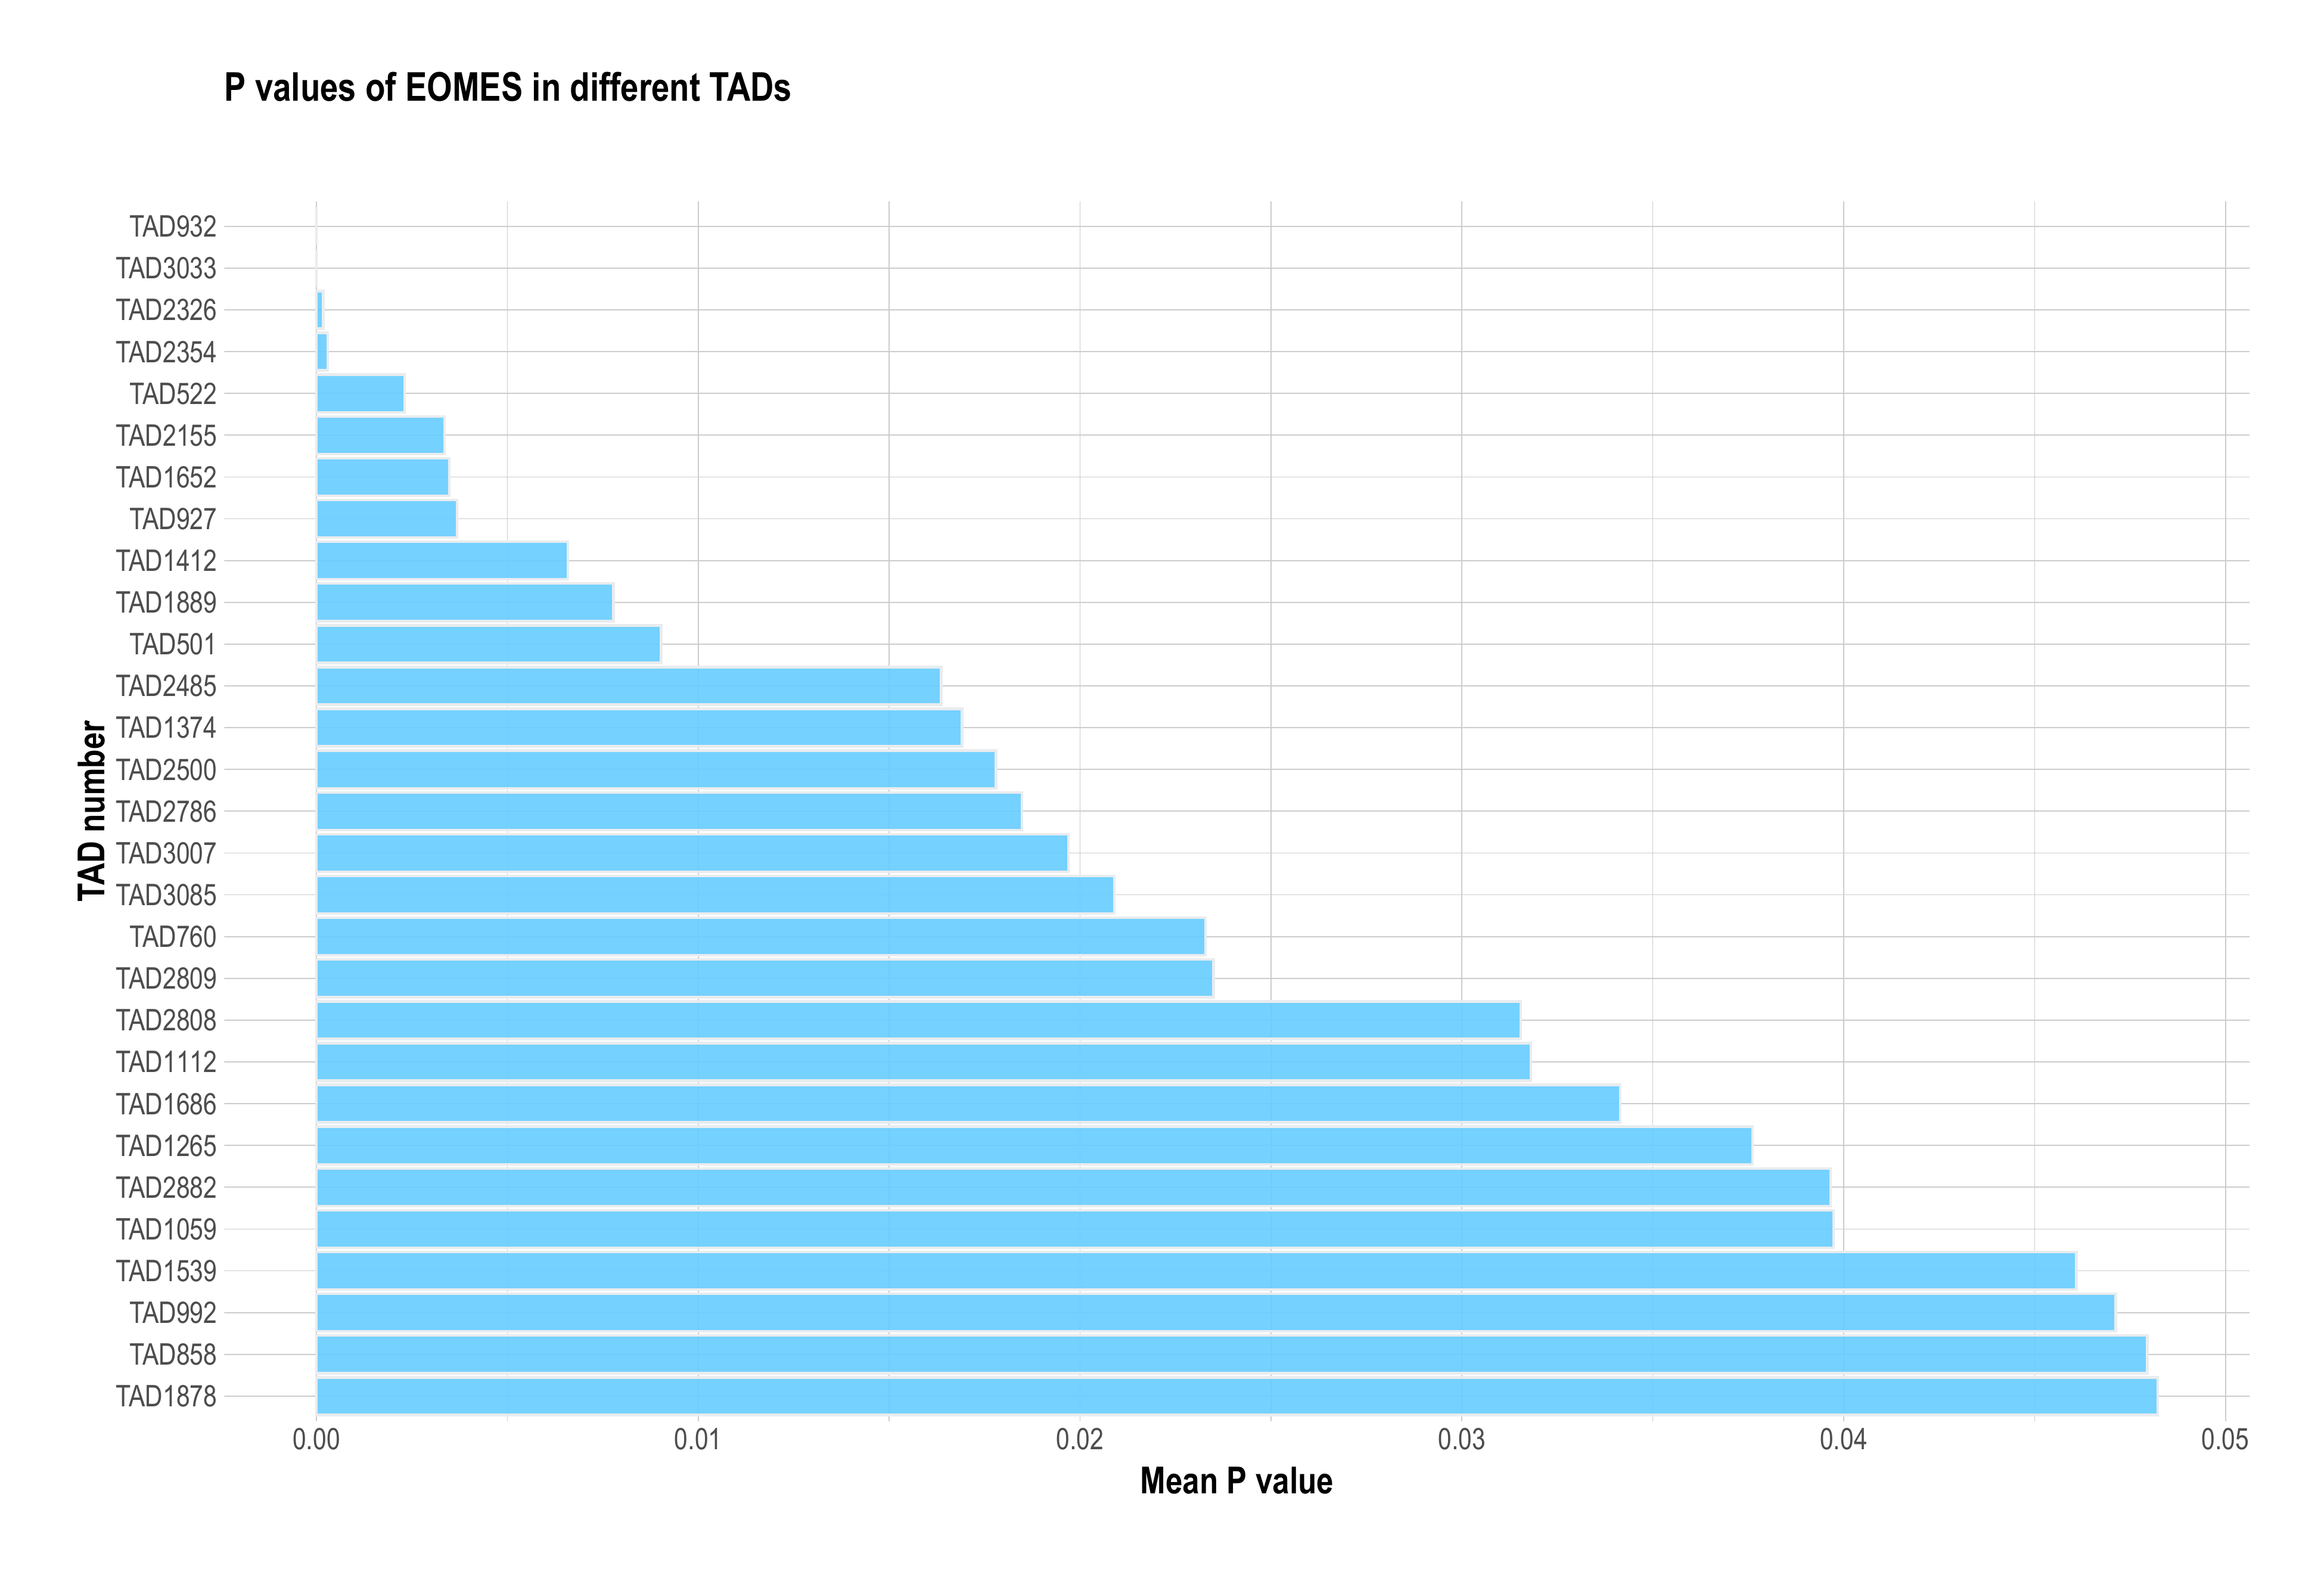 P values of EOMES in different TADs
TAD932
TAD3033
TAD2326
TAD2354
TAD522
TAD2155
TAD1652
TAD927
TAD1412
TAD1889
TAD501
TAD2485
TAD1374
TAD2500
TAD2786
TAD3007
TAD3085
TAD760
TAD2809
TAD2808
TAD1112
TAD1686
TAD1265
TAD2882
TAD1059
TAD1539
TAD992
TAD858
TAD1878
TAD number
0.00 0.01 0.02 0.03 0.04 0.05
Mean P value